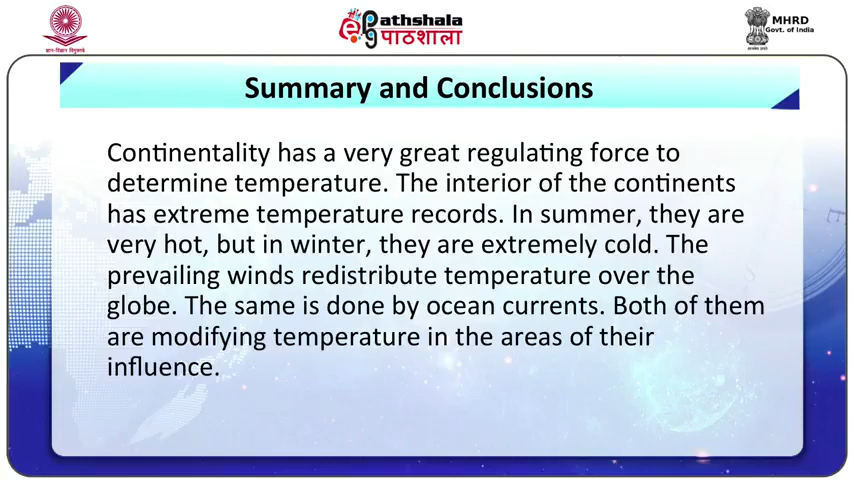 ज्ञान-विज्ञान विमुक्तये
ePathshala
पाठशाला
MHRD
Govt. of India
Summary and Conclusions
Continentality has a very great regulating force to
determine temperature. The interior of the continents
has extreme temperature records. In summer, they are
very hot, but in winter, they are extremely cold. The
prevailing winds redistribute temperature over the
globe. The same is done by ocean currents. Both of them
are modifying temperature in the areas of their
influence.